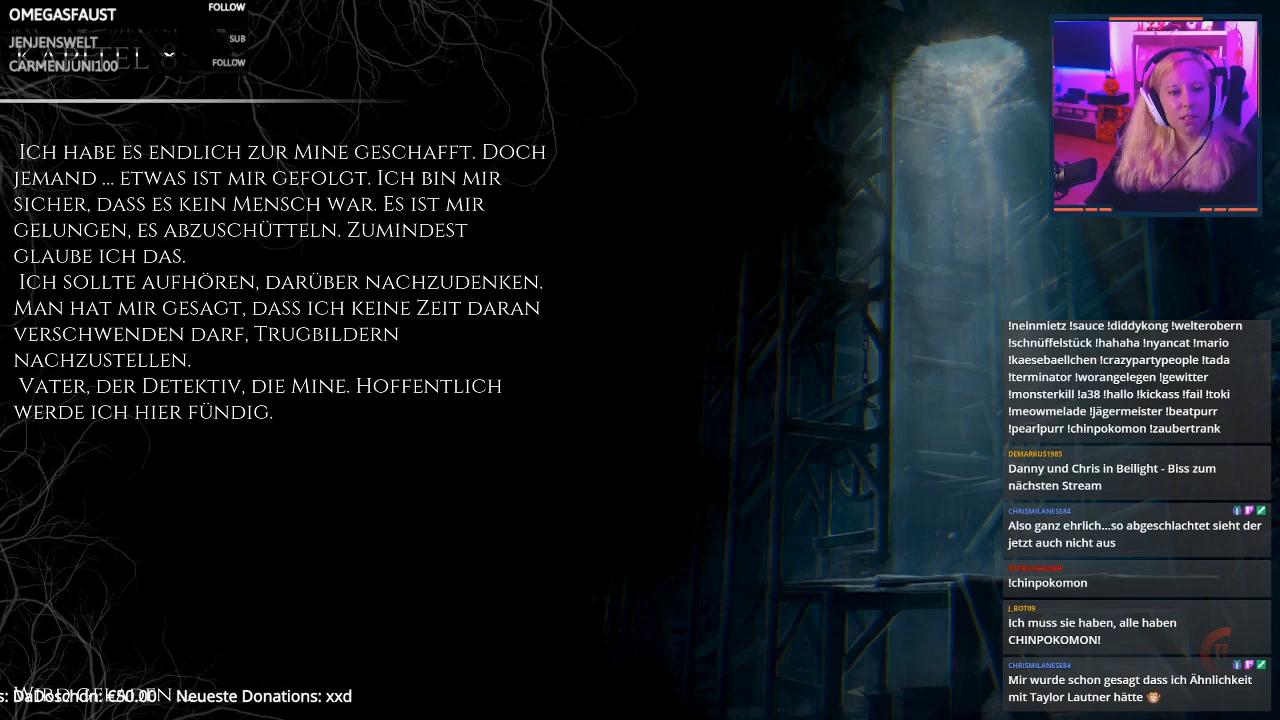 OMEGASFAUST FOLLOW
JENJENSWELT SUB
KAPITEL 8
CARMENJUNI100 FOLLOW
Ich habe es endlich zur Mine geschafft. Doch
jemand ... etwas ist mir gefolgt. Ich bin mir
sicher, dass es kein Mensch war. Es ist mir
gelungen, es abzuschütteln. Zumindest
glaube ich das.
Ich sollte aufhören, darüber nachzudenken.
Man hat mir gesagt, dass ich keine Zeit daran
verschwenden darf, Trugbildern
nachzustellen.
Vater, der Detektiv, die Mine. Hoffentlich
werde ich hier fündig.
!neinmietz !sauce !diddykong !welterobern
!schnüffelstück !hahaha !nyancat !mario
!kaesebaellchen !crazypartypeople !tada
!terminator !worangelegen !gewitter
!monsterkill !a38 !hallo !kickass !fail !toki
!meowmelade !jägermeister !beatpurr
!pearlpurr !chinpokomon !zaubertrank
DEMARKUS1985
Danny und Chris in Beilight - Biss zum
nächsten Stream
CHRISMILANESE84
Also ganz ehrlich...so abgeschlachtet sieht der
jetzt auch nicht aus
!chinpokomon
J_BOT09
Ich muss sie haben, alle haben
CHINPOKOMON!
CHRISMILANESE84
Mir wurde schon gesagt dass ich Ähnlichkeit
mit Taylor Lautner hätte 🐵
s: DaDoschdn: €50.00 Neueste Donations: xxd